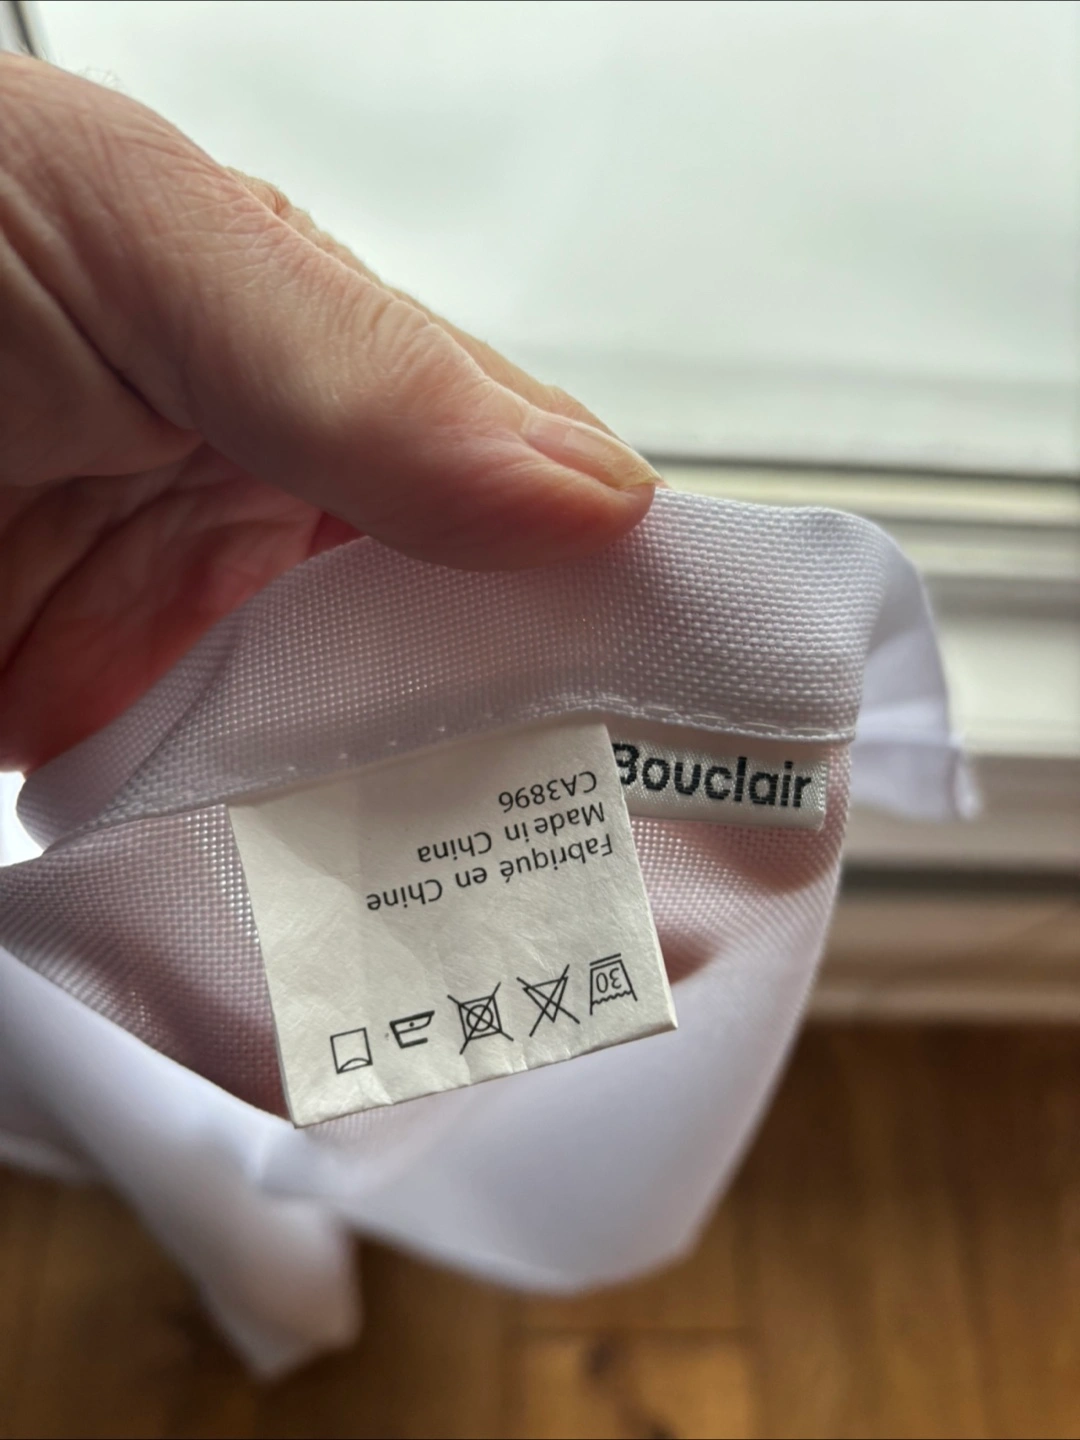 Bouclair
30
Fabriqué en Chine
Made in China
CA3896